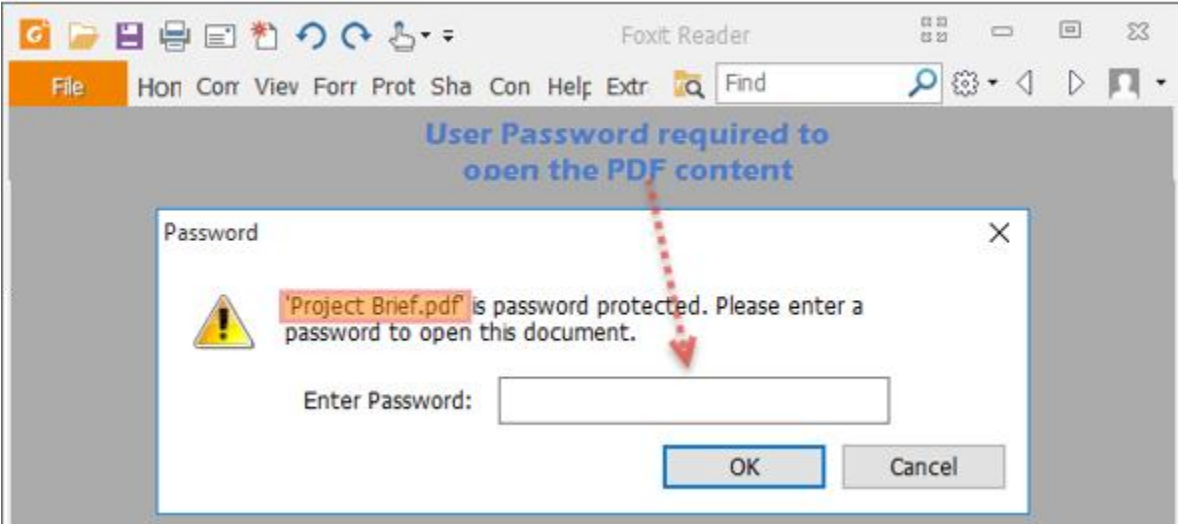 Foxit Reader
File Hon Com View Forr Prot Sha Con Help Extr Find
User Password required to
open the PDF content
Password
'Project Brief.pdf' is password protected. Please enter a
password to open this document.
Enter Password:
OK Cancel